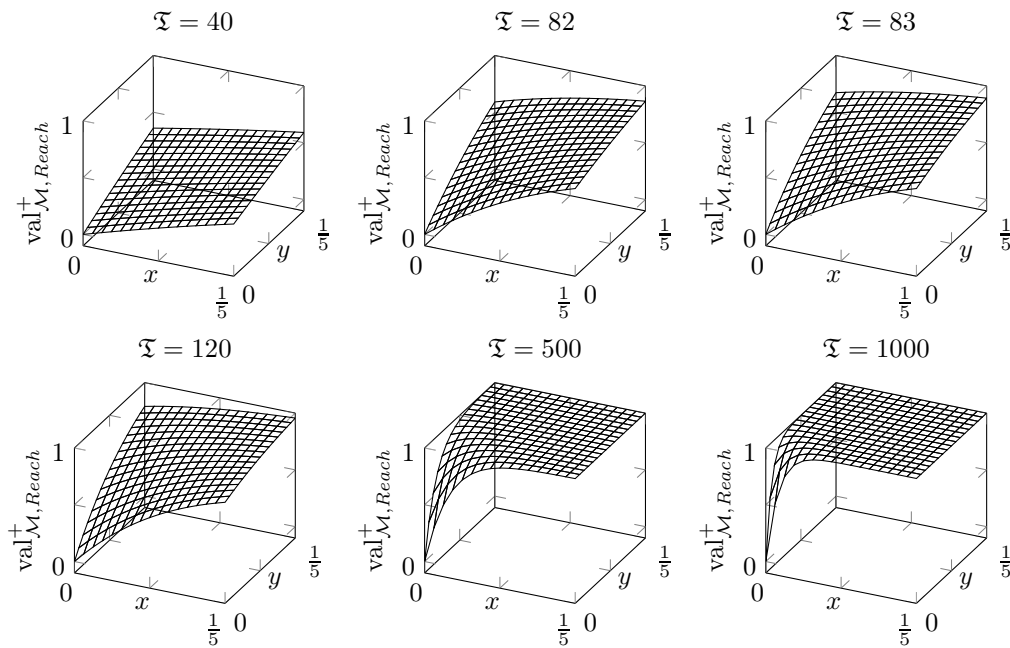 𝔗 = 40
𝔗 = 82
𝔗 = 83
val⁺ℳ,Reach
1
0
0
x
1/5
0
y
1/5
val⁺ℳ,Reach
1
0
0
x
1/5
0
y
1/5
val⁺ℳ,Reach
1
0
0
x
1/5
0
y
1/5
𝔗 = 120
𝔗 = 500
𝔗 = 1000
val⁺ℳ,Reach
1
0
0
x
1/5
0
y
1/5
val⁺ℳ,Reach
1
0
0
x
1/5
0
y
1/5
val⁺ℳ,Reach
1
0
0
x
1/5
0
y
1/5